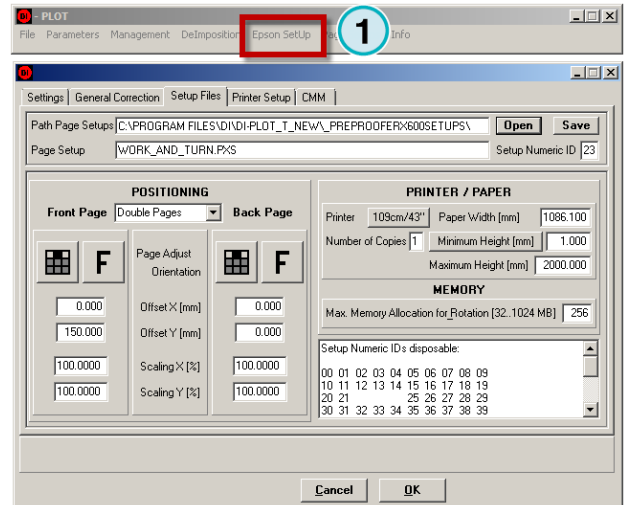 DI - PLOT
File Parameters Management DeImposition Epson SetUp Info
1
DI
Settings General Correction Setup Files Printer Setup CMM
Path Page Setups C:\PROGRAM FILES\DI\DI-PLOT_T_NEW\_PREPROOFERX600SETUPS\ Open Save
Page Setup WORK_AND_TURN.PXS Setup Numeric ID 23
POSITIONING
Front Page Double Pages Back Page
F Page Adjust F
Orientation
0.000 Offset X [mm] 0.000
150.000 Offset Y [mm] 0.000
100.0000 Scaling X [%] 100.0000
100.0000 Scaling Y [%] 100.0000
PRINTER / PAPER
Printer 109cm/43" Paper Width [mm] 1086.100
Number of Copies 1 Minimum Height [mm] 1.000
Maximum Height [mm] 2000.000
MEMORY
Max. Memory Allocation for Rotation [32..1024 MB] 256
Setup Numeric IDs disposable:
00 01 02 03 04 05 06 07 08 09
10 11 12 13 14 15 16 17 18 19
20 21 25 26 27 28 29
30 31 32 33 34 35 36 37 38 39
Cancel OK